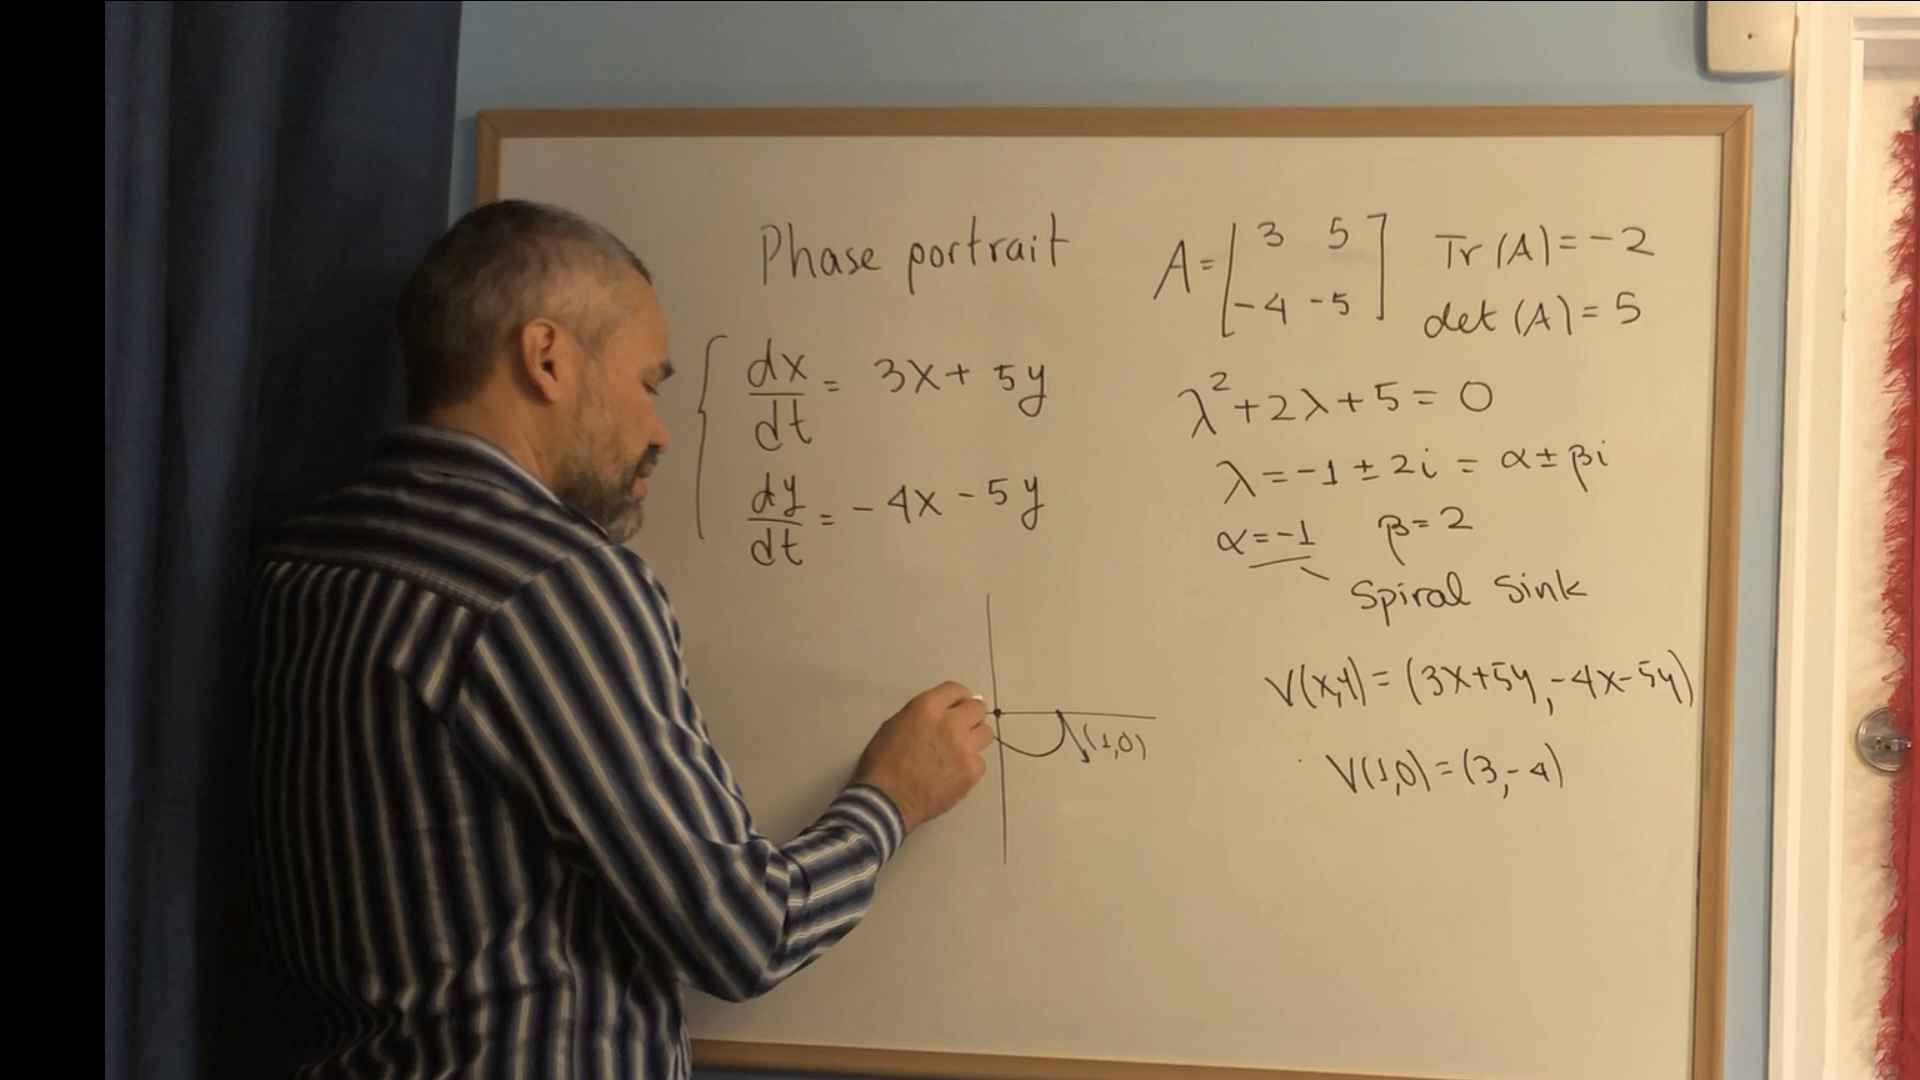 Phase portrait
dx/dt = 3x + 5y
dy/dt = -4x - 5y
(1,0)
A = [3 5
-4 -5]
Tr(A) = -2
det(A) = 5
λ² + 2λ + 5 = 0
λ = -1 ± 2i = α ± βi
α = -1 β = 2
Spiral Sink
V(x,y) = (3x+5y, -4x-5y)
V(1,0) = (3,-4)